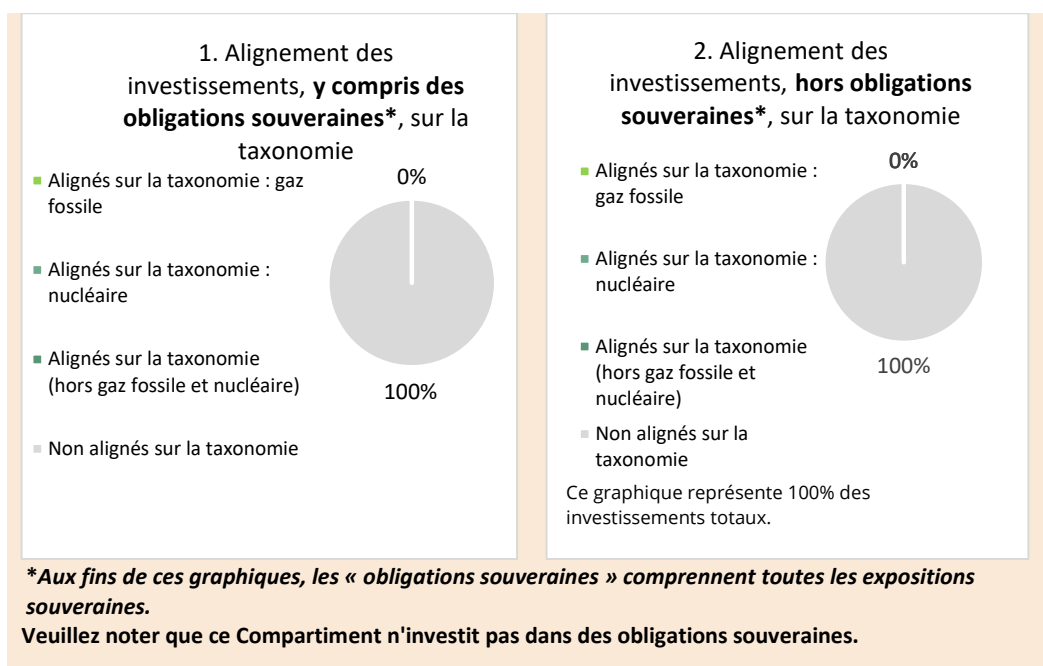 1. Alignement des
investissements, y compris des
obligations souveraines*, sur la
taxonomie
Alignés sur la taxonomie : gaz
fossile
Alignés sur la taxonomie :
nucléaire
Alignés sur la taxonomie
(hors gaz fossile et nucléaire)
Non alignés sur la taxonomie
0%
100%
2. Alignement des
investissements, hors obligations
souveraines*, sur la taxonomie
Alignés sur la taxonomie :
gaz fossile
Alignés sur la taxonomie :
nucléaire
Alignés sur la taxonomie
(hors gaz fossile et
nucléaire)
Non alignés sur la
taxonomie
0%
100%
Ce graphique représente 100% des
investissements totaux.
*Aux fins de ces graphiques, les « obligations souveraines » comprennent toutes les expositions
souveraines.
Veuillez noter que ce Compartiment n'investit pas dans des obligations souveraines.